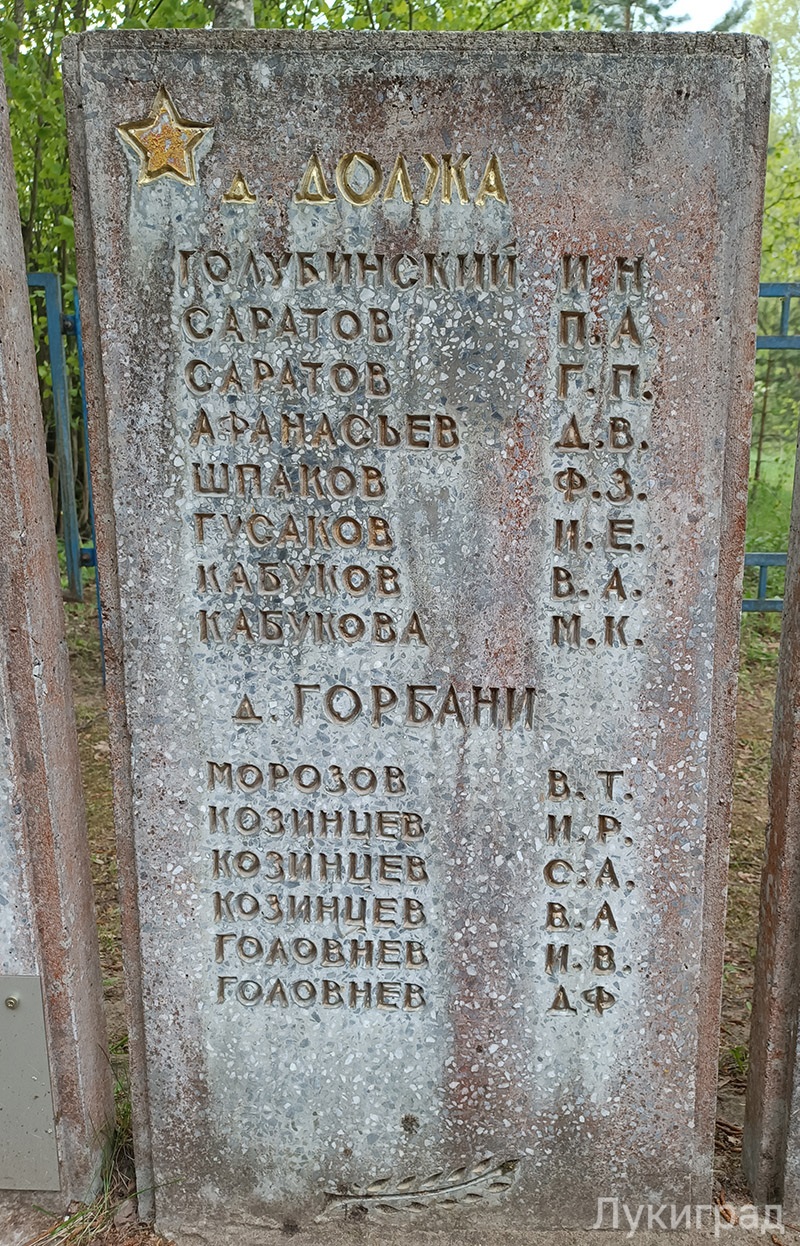 д. ДОЛЖА
ГОЛУБИНСКИЙ И Н
САРАТОВ П. А
САРАТОВ Г. П.
АФАНАСЬЕВ Д. В.
ШПАКОВ Ф. З.
ГУСАКОВ Н. Е.
КАБУКОВ В. А.
КАБУКОВА М. К.
д. ГОРБАНИ
МОРОЗОВ В. Т.
КОЗИНЦЕВ И. Р.
КОЗИНЦЕВ С. А.
КОЗИНЦЕВ В. А
ГОЛОВНЕВ И. В.
ГОЛОВНЕВ Д Ф
Лукиград